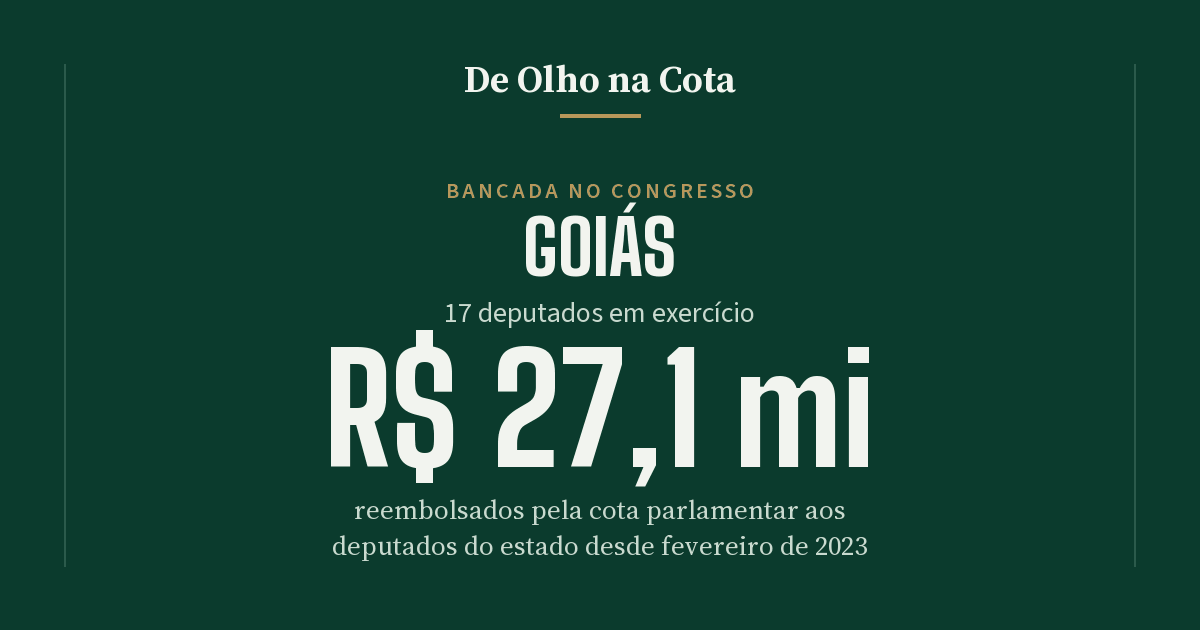 De Olho na Cota
BANCADA NO CONGRESSO
GOIÁS
17 deputados em exercício
R$ 27,1 mi
reembolsados pela cota parlamentar aos
deputados do estado desde fevereiro de 2023